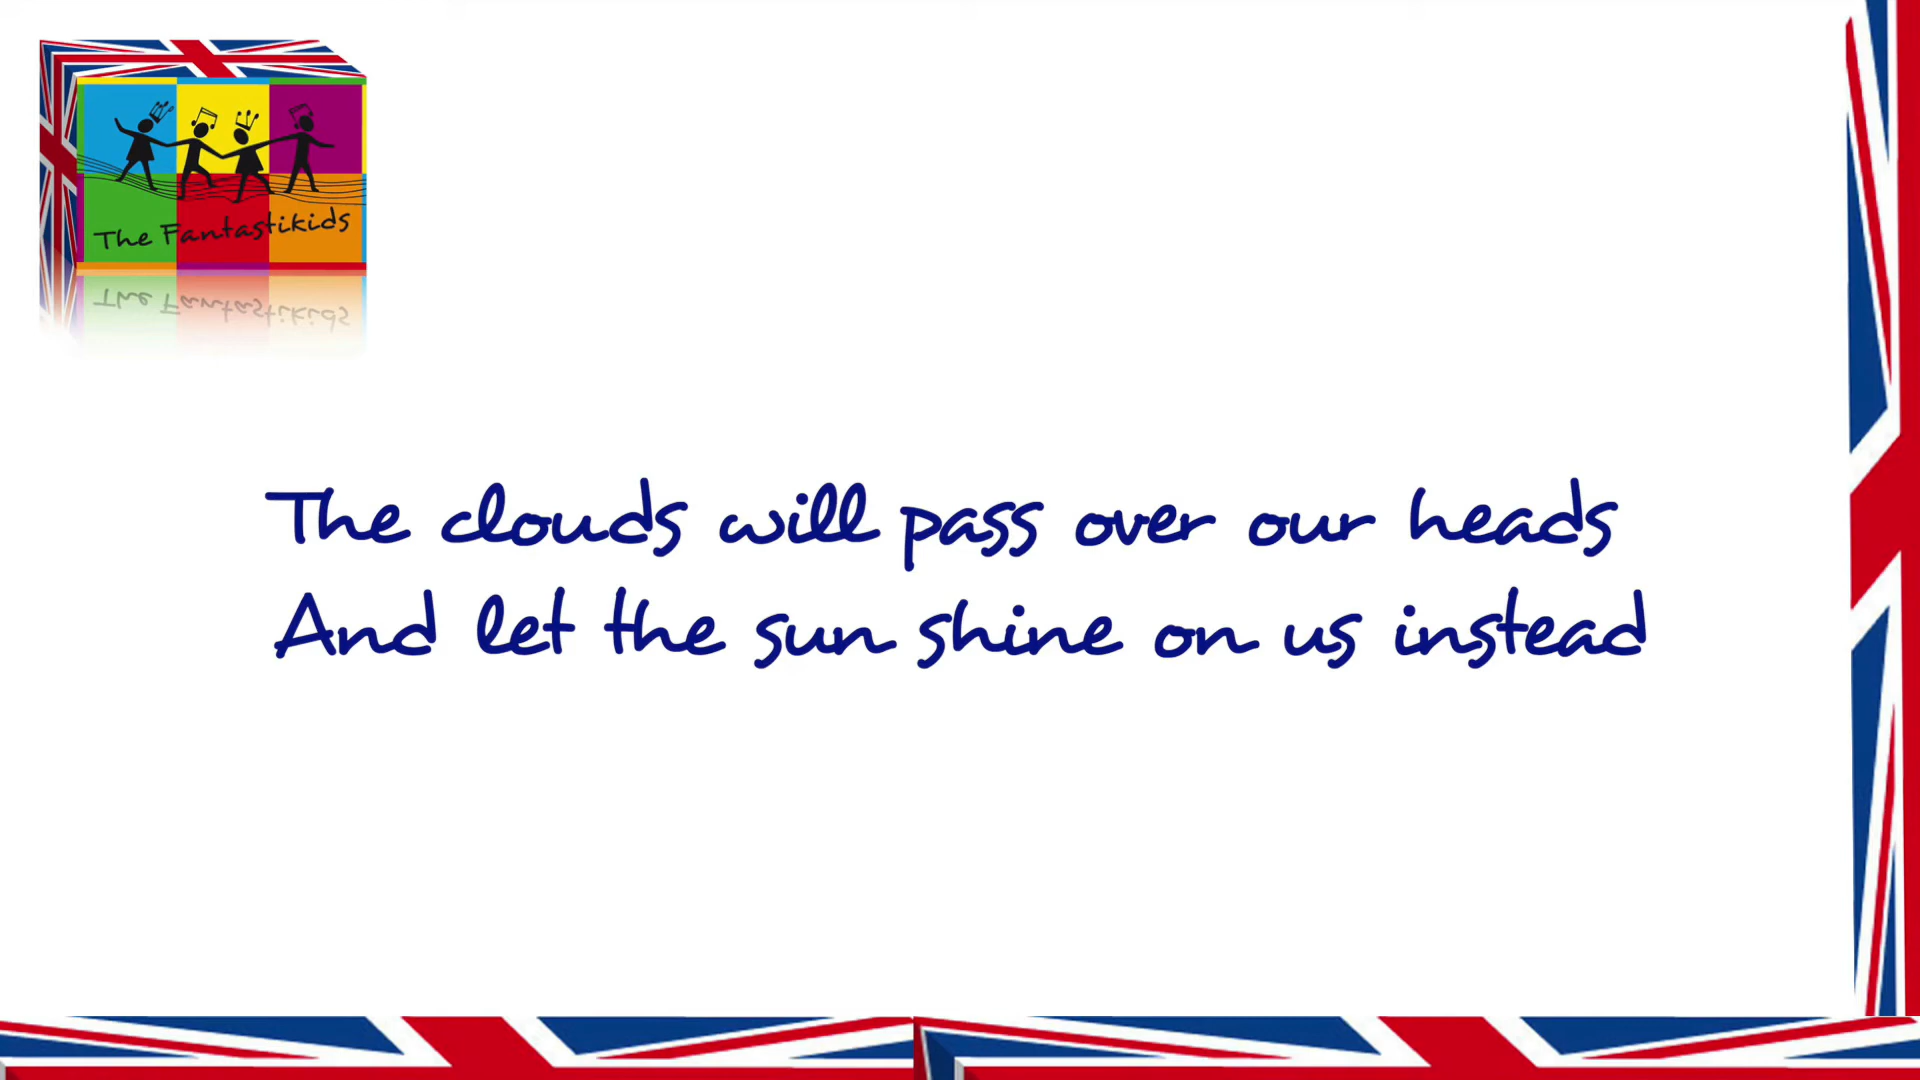 The Fantastikids
The clouds will pass over our heads
And let the sun shine on us instead